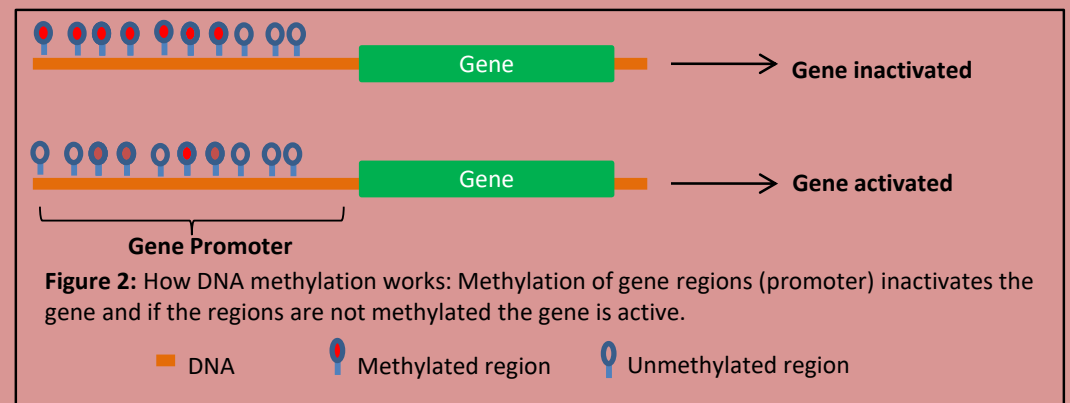 Gene
Gene inactivated
Gene
Gene activated
Gene Promoter
Figure 2: How DNA methylation works: Methylation of gene regions (promoter) inactivates the
gene and if the regions are not methylated the gene is active.
DNA Methylated region Unmethylated region